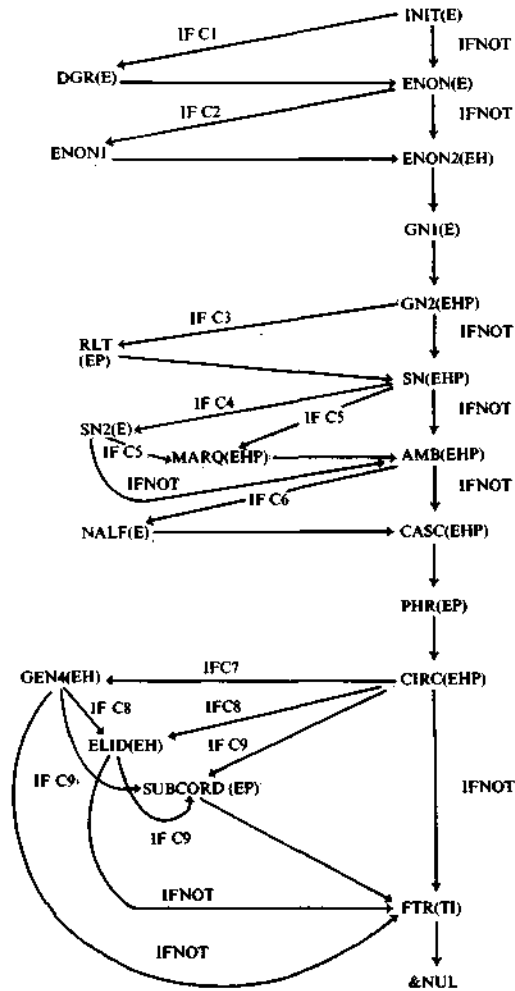 INIT(E)
IF C1
IFNOT
DGR(E)
ENON(E)
IF C2
IFNOT
ENON1
ENON2(EH)
GN1(E)
GN2(EHP)
IF C3
IFNOT
RLT
(EP)
SN(EHP)
IF C4
IF C5
IFNOT
SN2(E)
IF C5
MARQ(EHP)
AMB(EHP)
IFNOT
IF C6
IFNOT
NALF(E)
CASC(EHP)
PHR(EP)
GEN4(EH)
IFC7
CIRC(EHP)
IF C8
IFC8
ELID(EH)
IF C9
IF C9
SUBCORD (EP)
IFNOT
IF C9
IFNOT
FTR(TI)
IFNOT
&NUL